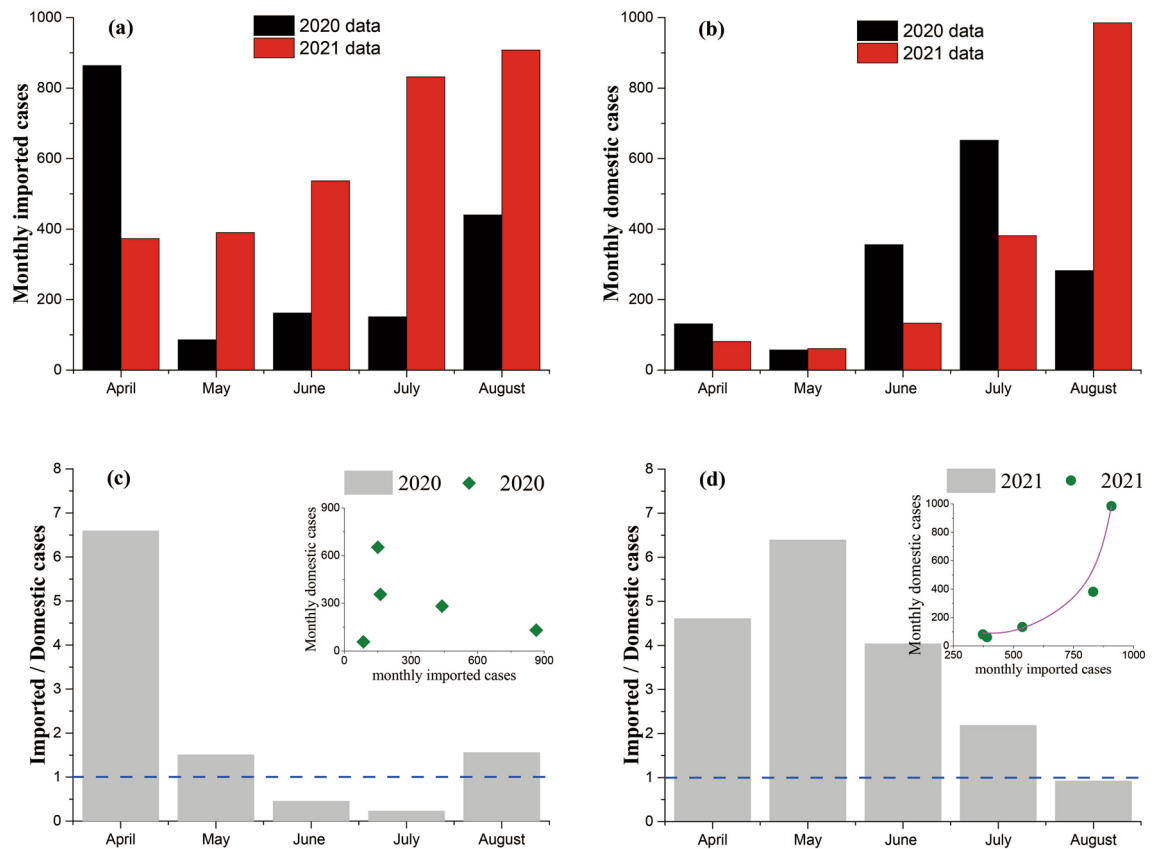 (a)
2020 data
2021 data
Monthly imported cases
1000
800
600
400
200
0
April May June July August
(b)
2020 data
2021 data
Monthly domestic cases
1000
800
600
400
200
0
April May June July August
(c)
2020 2020
Imported / Domestic cases
8
7
6
5
4
3
2
1
0
April May June July August
Monthly domestic cases
900
600
300
0
0 300 600 900
monthly imported cases
(d)
2021 2021
Imported / Domestic cases
8
7
6
5
4
3
2
1
0
April May June July August
Monthly domestic cases
1000
800
600
400
200
0
250 500 750 1000
monthly imported cases